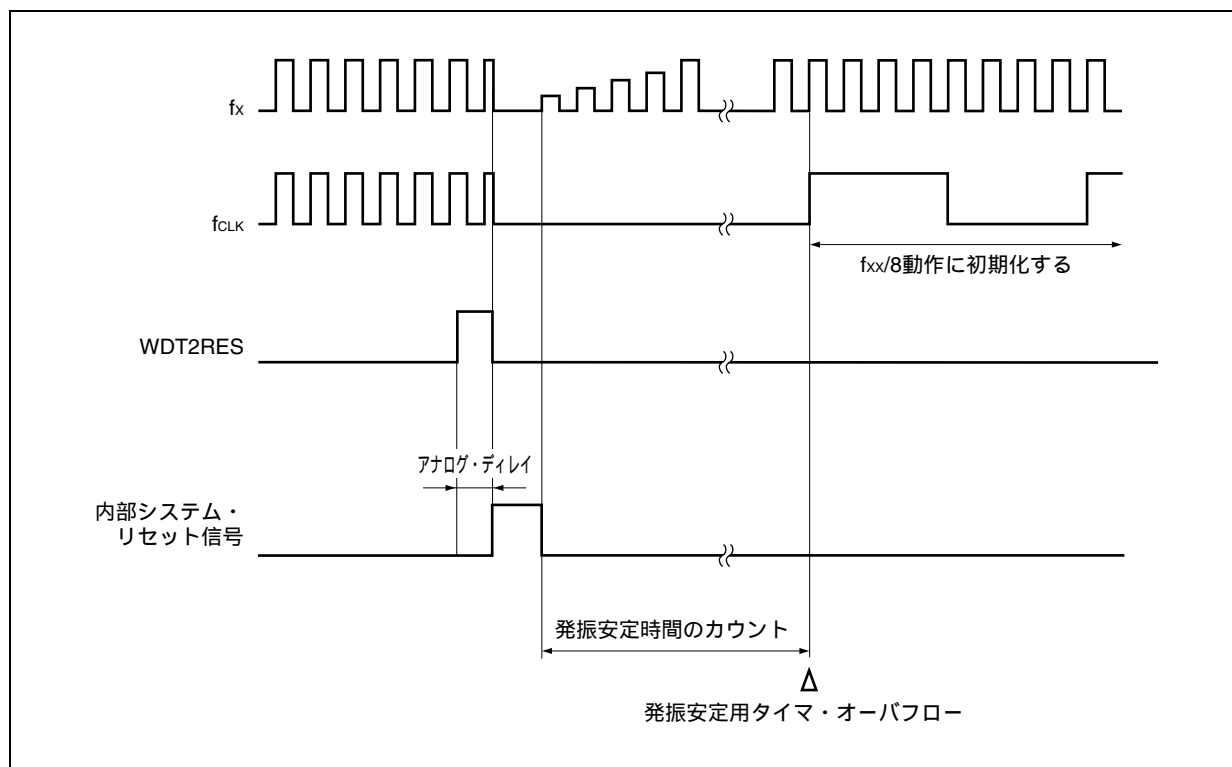 fX
fCLK
fXX/8動作に初期化する
WDT2RES
アナログ・ディレイ
内部システム・
リセット信号
発振安定時間のカウント
発振安定用タイマ・オーバフロー